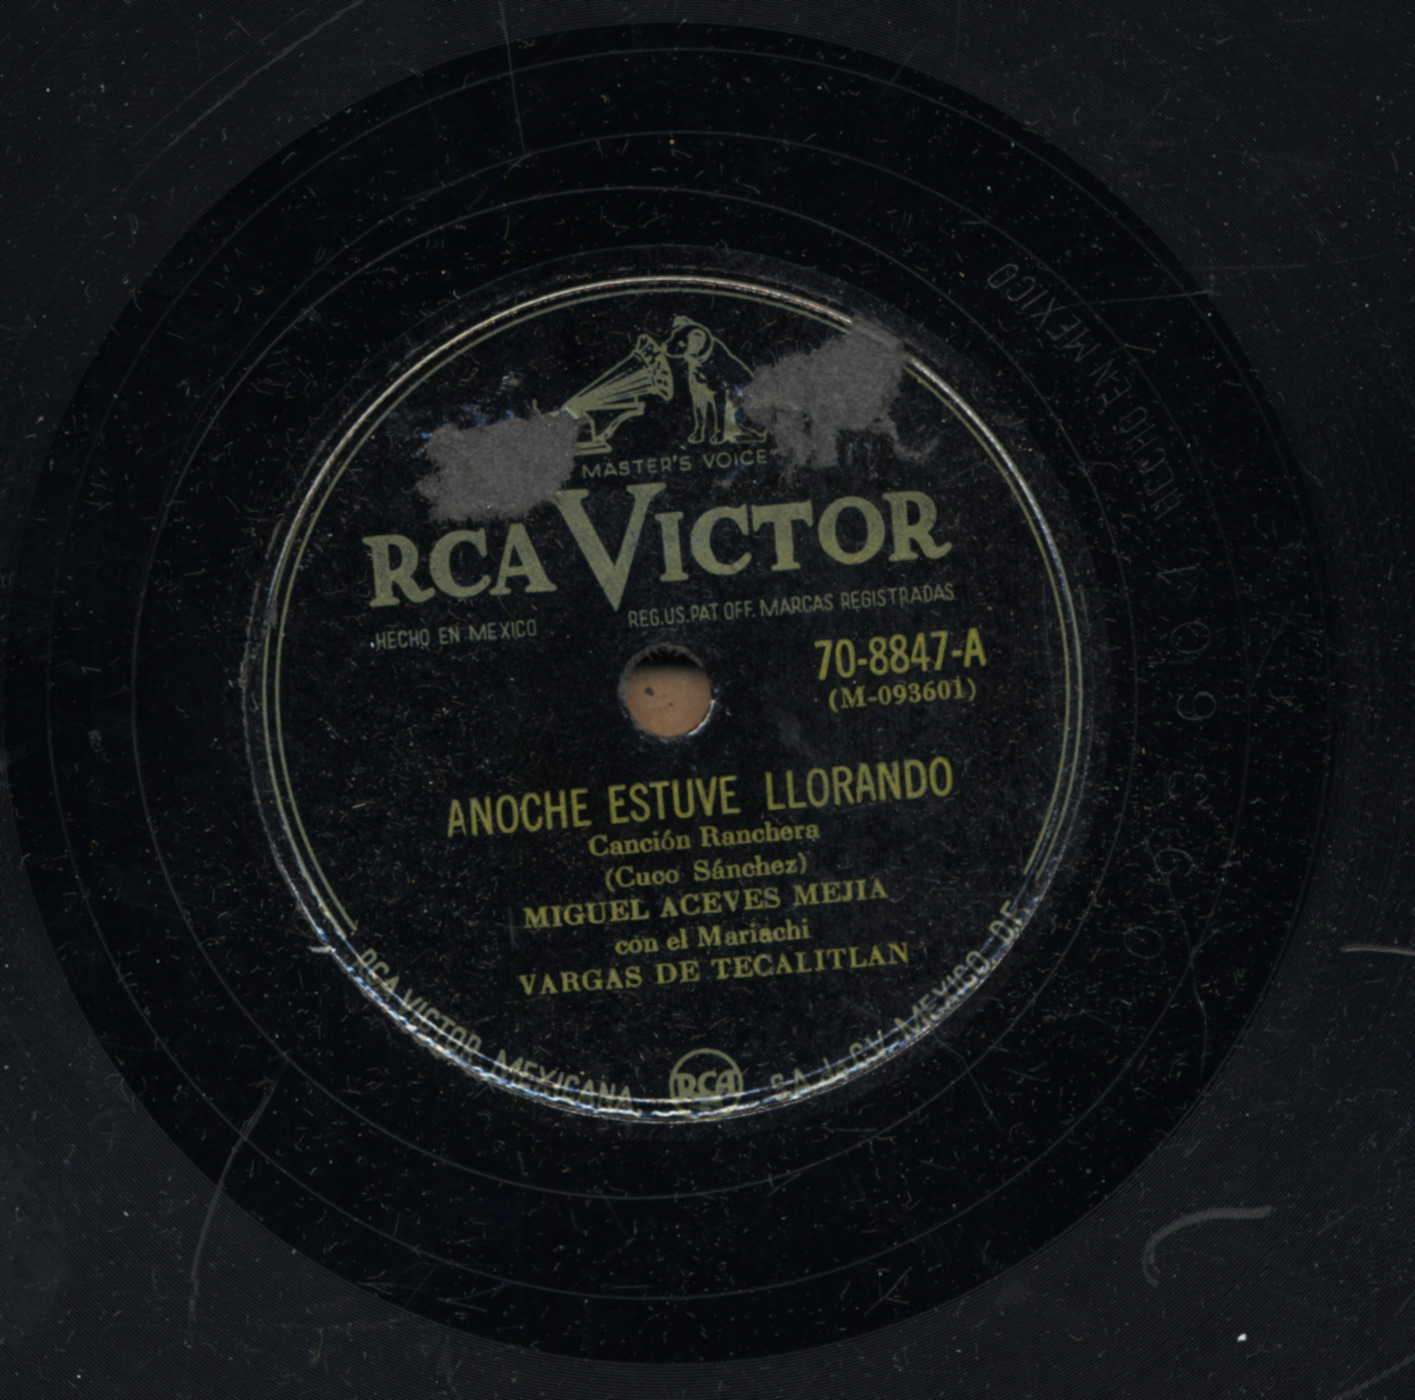 MASTER'S VOICE"
RCA VICTOR
HECHO EN MEXICO
REG.US.PAT.OFF. MARCAS REGISTRADAS
70-8847-A
(M-093601)
ANOCHE ESTUVE LLORANDO
Canción Ranchera
(Cuco Sánchez)
MIGUEL ACEVES MEJIA
con el Mariachi
VARGAS DE TECALITLAN
RCA VICTOR MEXICANA, RCA S.A. CV. MEXICO D.F.
HECHO EN MEXICO